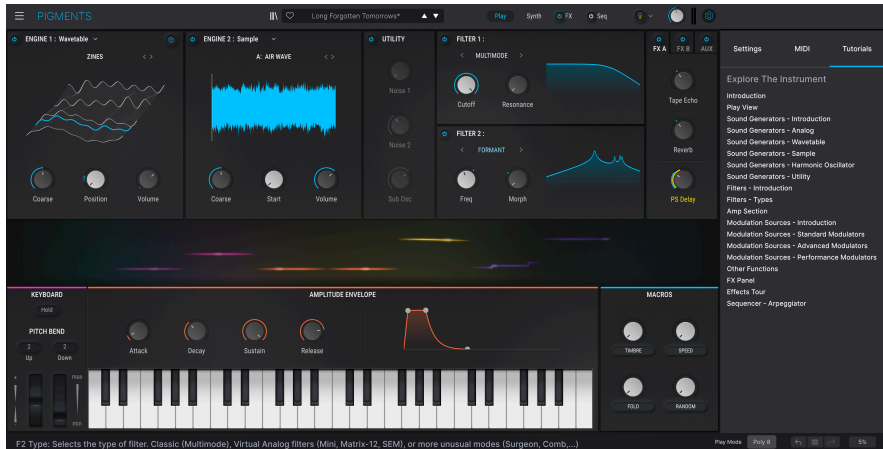 PIGMENTS
Long Forgotten Tomorrows*
Play
Synth
FX
Seq
ENGINE 1 : Wavetable
ZINES
Coarse
Position
Volume
ENGINE 2 : Sample
A: AIR WAVE
Coarse
Start
Volume
UTILITY
Noise 1
Noise 2
Sub Osc
FILTER 1 :
MULTIMODE
Cutoff
Resonance
FILTER 2 :
FORMANT
Freq
Morph
FX A
FX B
AUX
Tape Echo
Reverb
PS Delay
Settings
MIDI
Tutorials
Explore The Instrument
Introduction
Play View
Sound Generators - Introduction
Sound Generators - Analog
Sound Generators - Wavetable
Sound Generators - Sample
Sound Generators - Harmonic Oscillator
Sound Generators - Utility
Filters - Introduction
Filters - Types
Amp Section
Modulation Sources - Introduction
Modulation Sources - Standard Modulators
Modulation Sources - Advanced Modulators
Modulation Sources - Performance Modulators
Other Functions
FX Panel
Effects Tour
Sequencer - Arpeggiator
KEYBOARD
Hold
PITCH BEND
2
2
Up
Down
+
-
max
min
AMPLITUDE ENVELOPE
Attack
Decay
Sustain
Release
MACROS
TIMBRE
SPEED
FOLD
RANDOM
F2 Type: Selects the type of filter. Classic (Multimode), Virtual Analog filters (Mini, Matrix-12, SEM), or more unusual modes (Surgeon, Comb,...)
Play Mode
Poly 8
5%